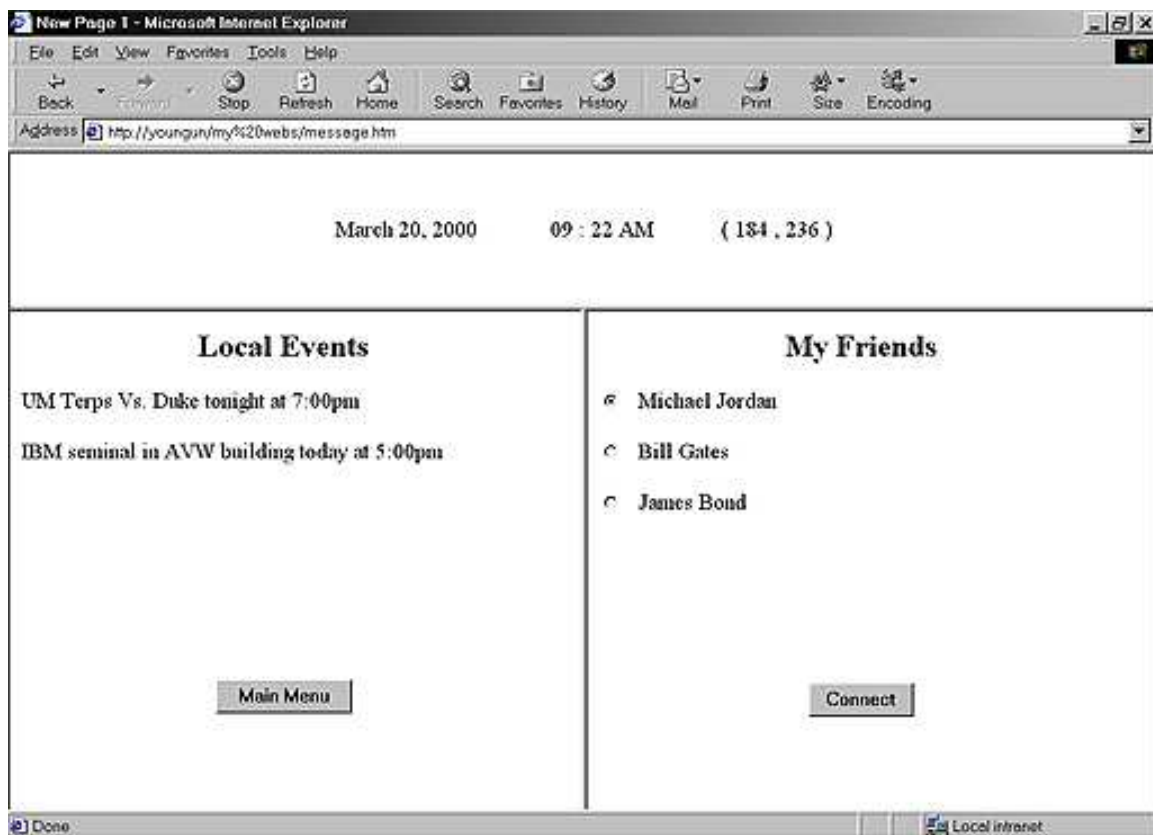 New Page 1 - Microsoft Internet Explorer
File Edit View Favorites Tools Help
Back Forward Stop Refresh Home Search Favorites History Mail Print Size Encoding
Address http://youngun/my%20webs/message.htm
March 20, 2000 09 : 22 AM ( 184 , 236 )
Local Events
UM Terps Vs. Duke tonight at 7:00pm
IBM seminal in AVW building today at 5:00pm
Main Menu
My Friends
Michael Jordan
Bill Gates
James Bond
Connect
Done Local intranet